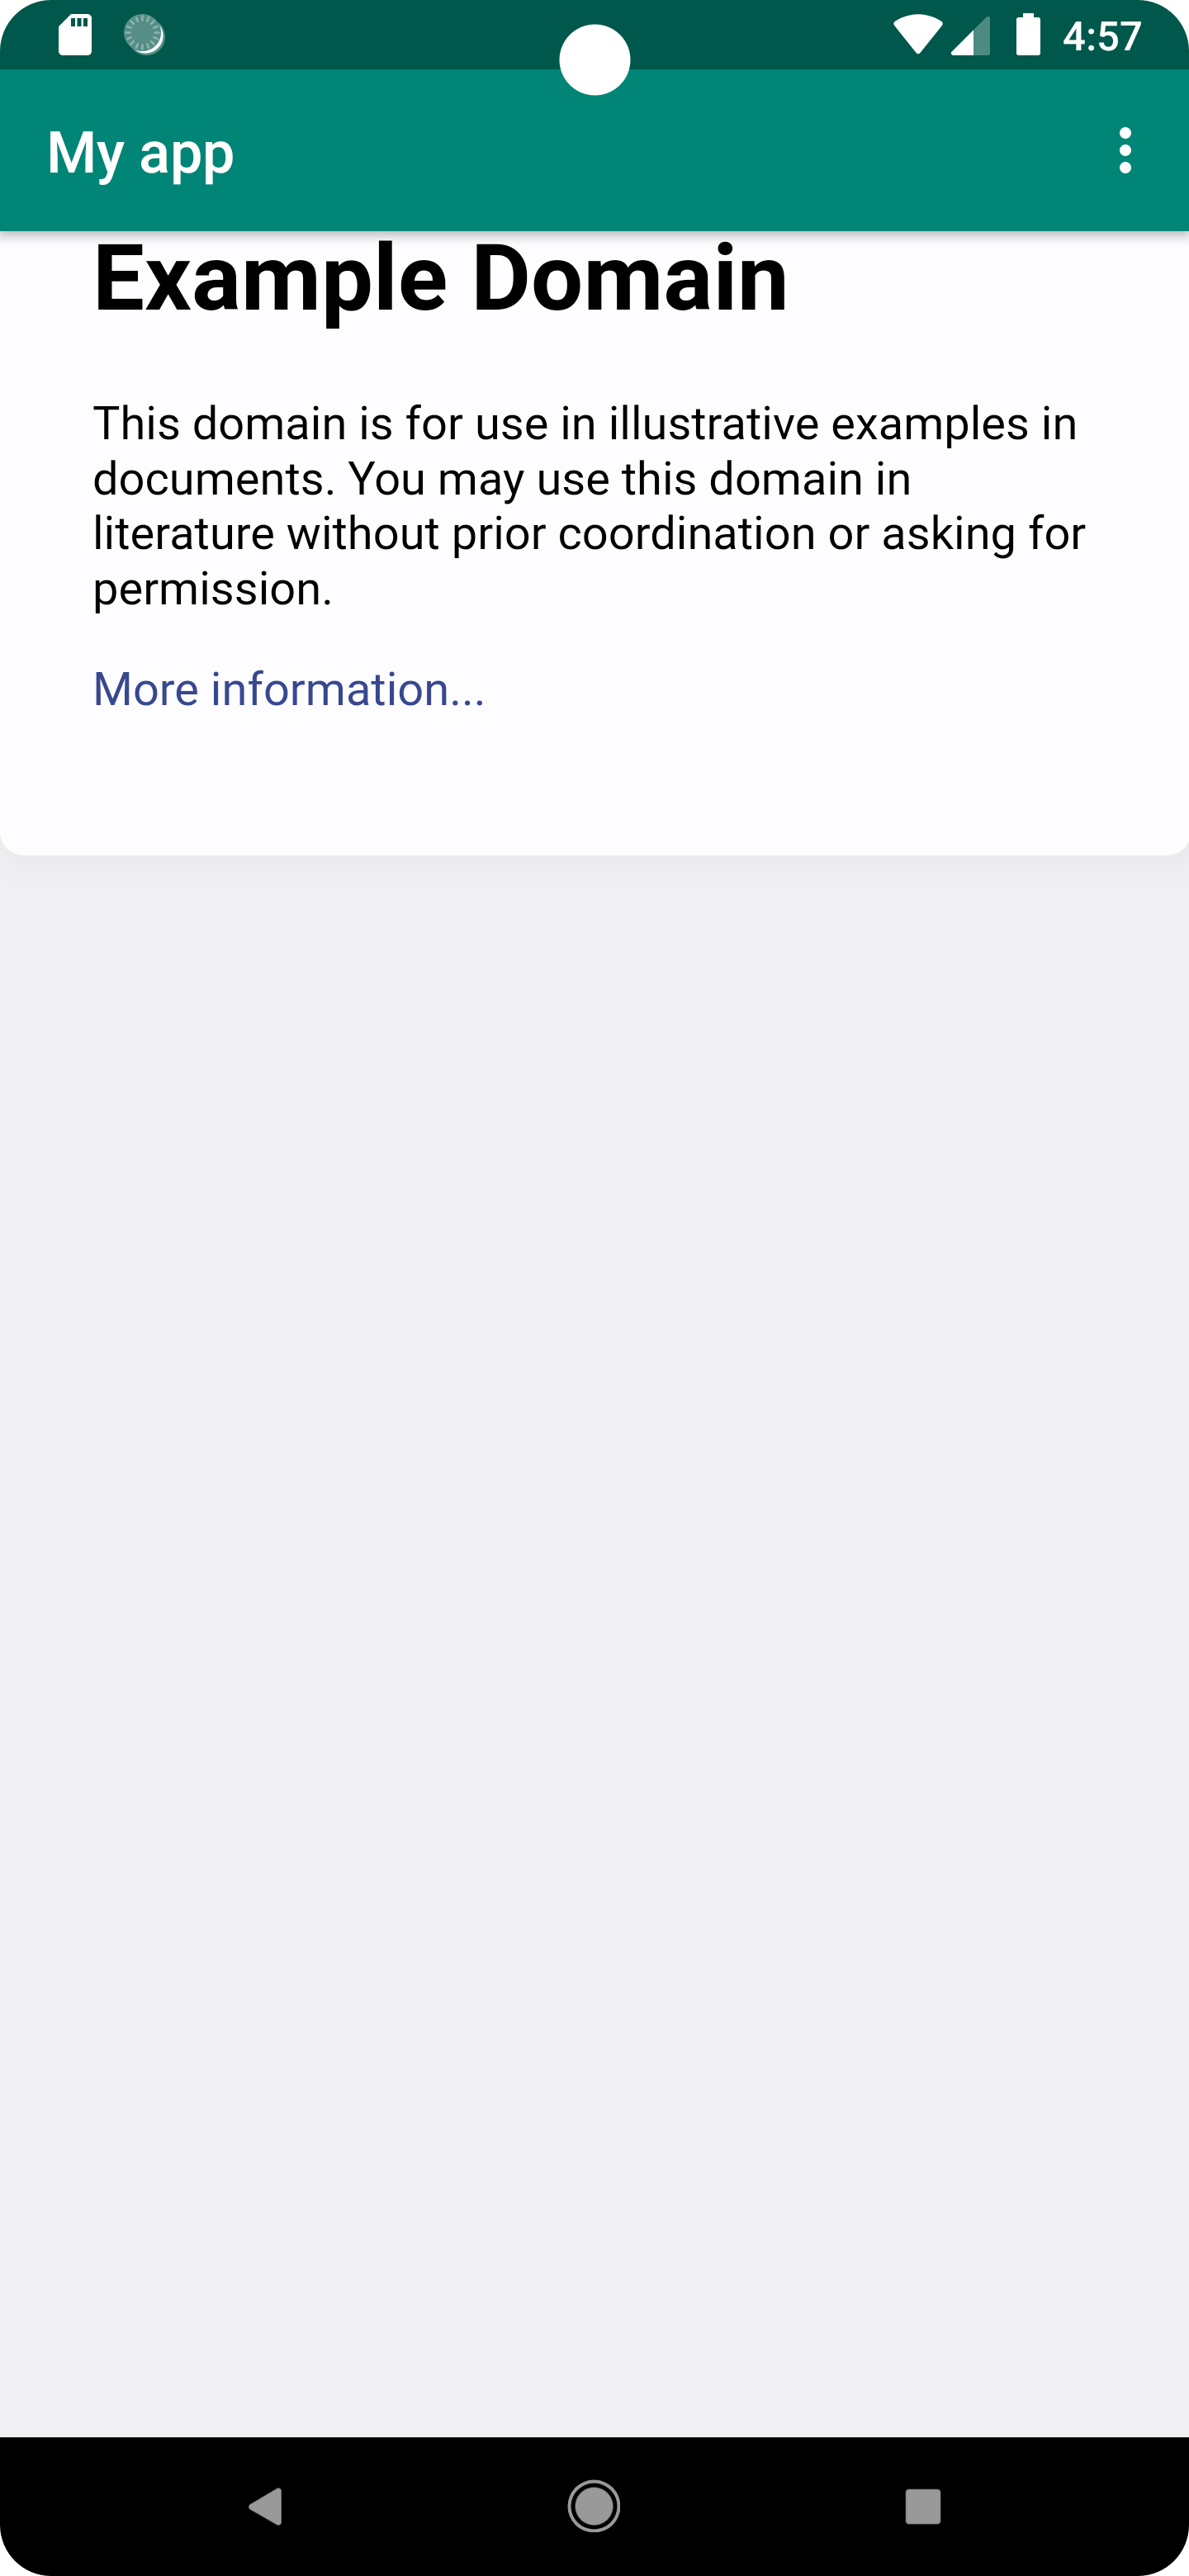 4:57
My app
Example Domain
This domain is for use in illustrative examples in
documents. You may use this domain in
literature without prior coordination or asking for
permission.
More information...